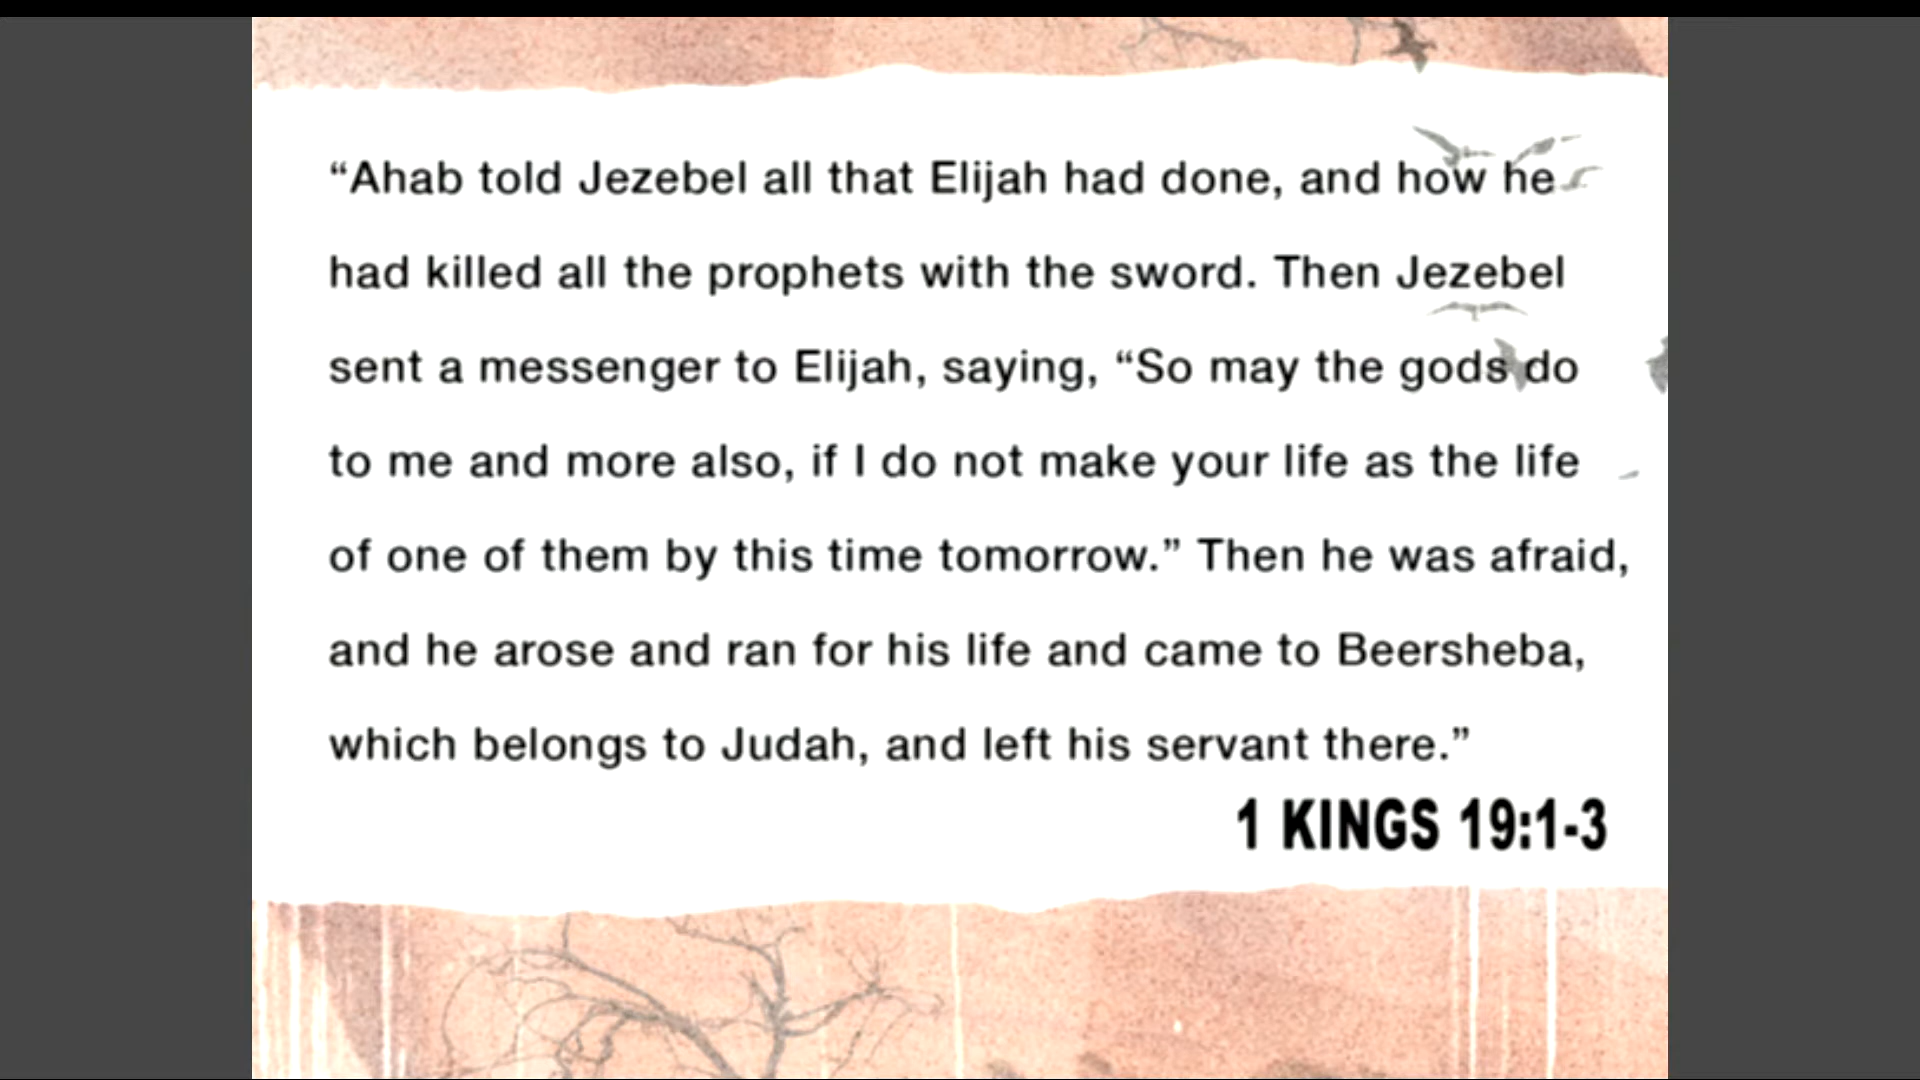 “Ahab told Jezebel all that Elijah had done, and how he
had killed all the prophets with the sword. Then Jezebel
sent a messenger to Elijah, saying, “So may the gods do
to me and more also, if I do not make your life as the life
of one of them by this time tomorrow.” Then he was afraid,
and he arose and ran for his life and came to Beersheba,
which belongs to Judah, and left his servant there.”
1 KINGS 19:1-3